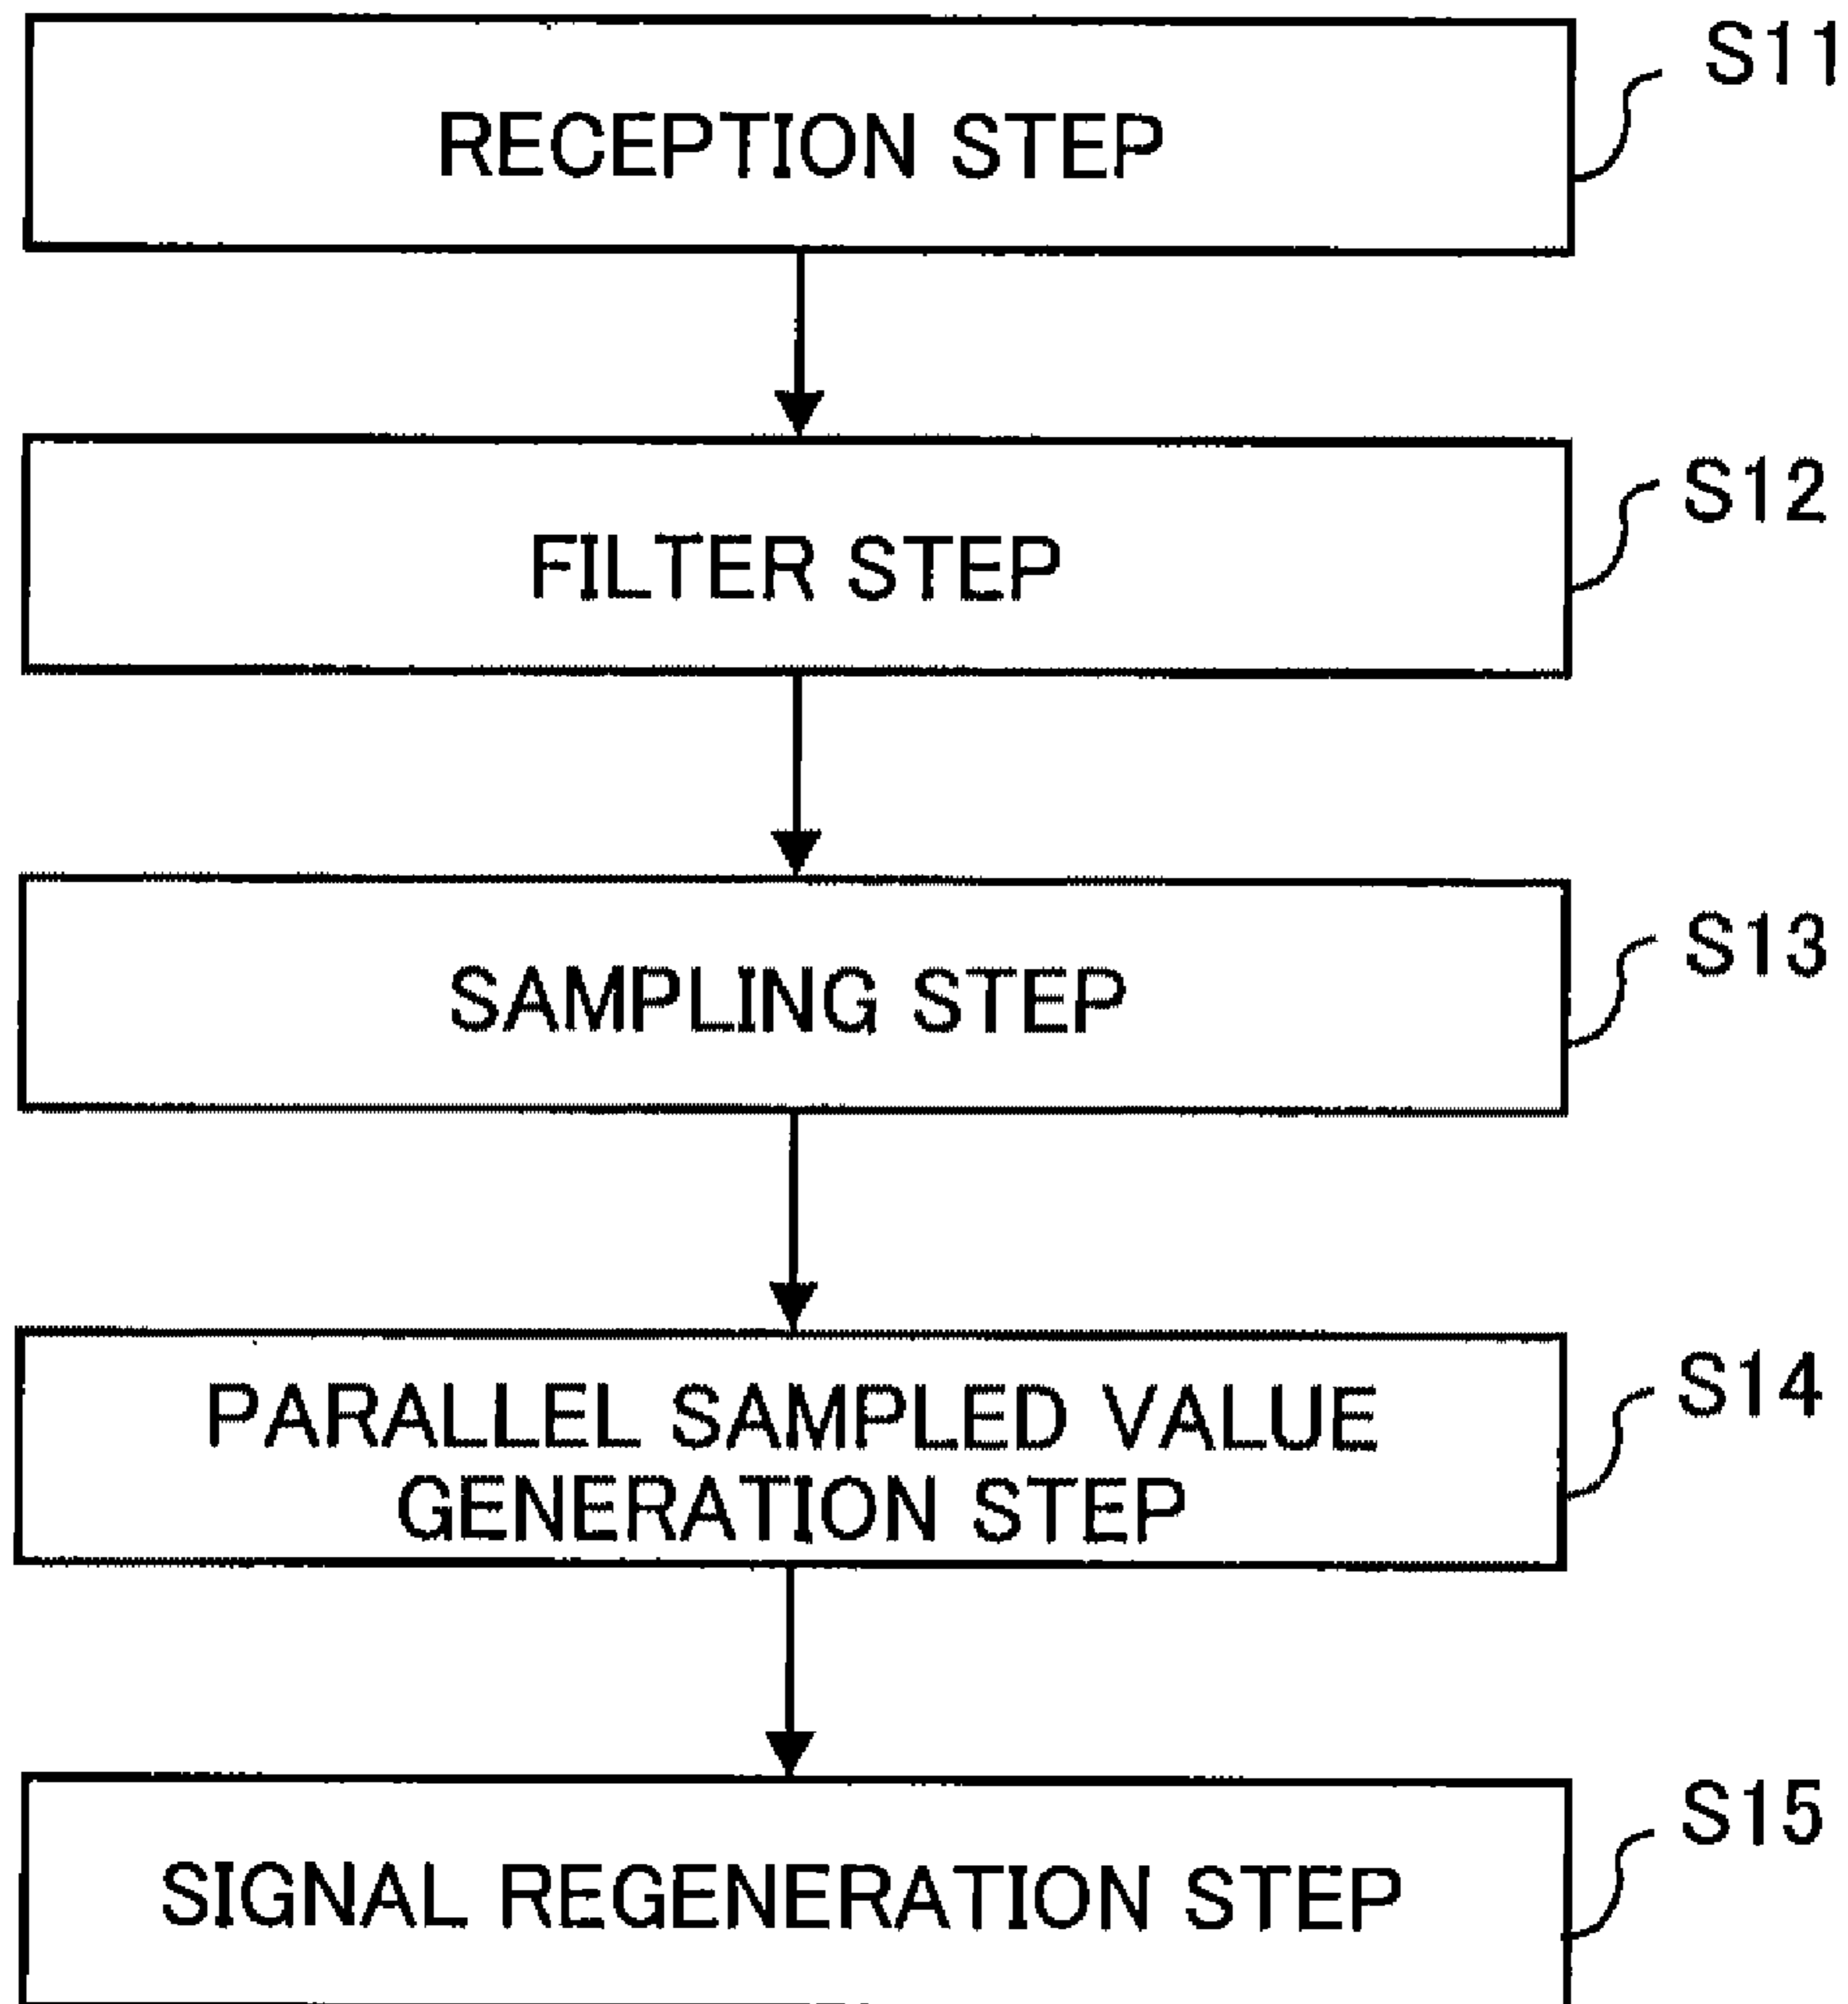 RECEPTION STEP
S11
FILTER STEP
S12
SAMPLING STEP
S13
PARALLEL SAMPLED VALUE
GENERATION STEP
S14
SIGNAL REGENERATION STEP
S15